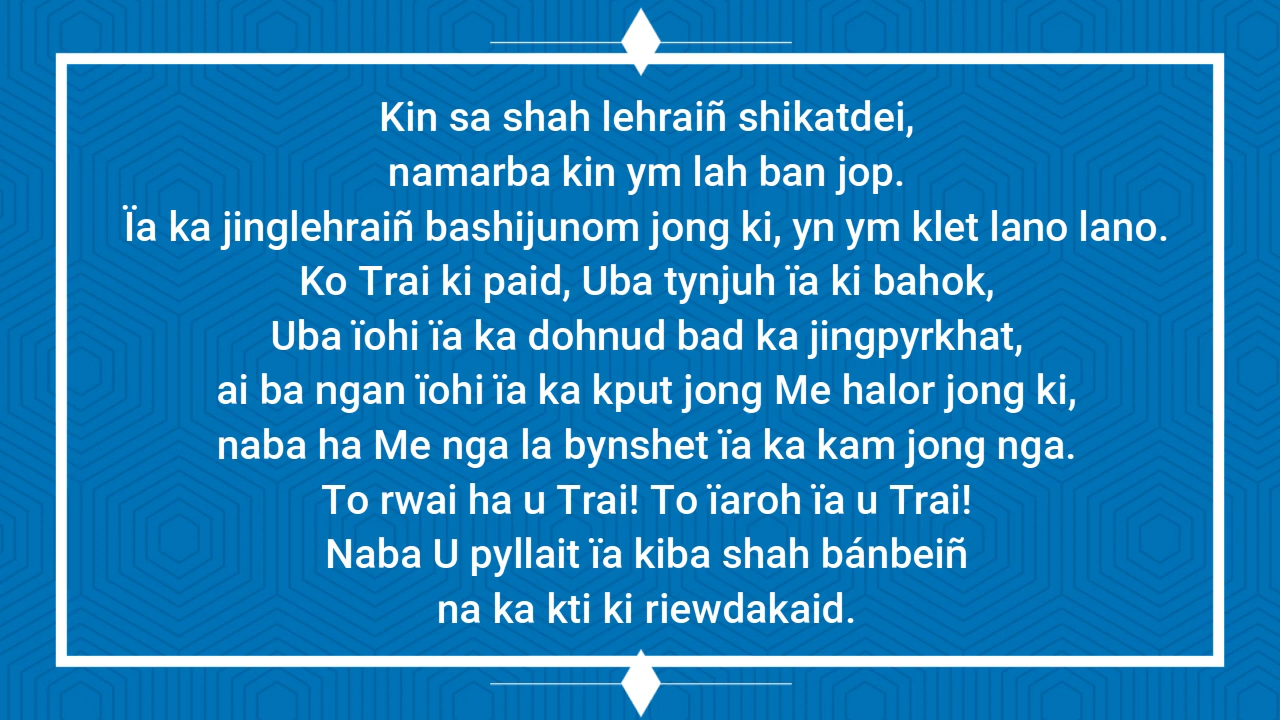 Kin sa shah lehraiñ shikatdei,
namarba kin ym lah ban jop.
Ïa ka jinglehraiñ bashijunom jong ki, yn ym klet lano lano.
Ko Trai ki paid, Uba tynjuh ïa ki bahok,
Uba ïohi ïa ka dohnud bad ka jingpyrkhat,
ai ba ngan ïohi ïa ka kput jong Me halor jong ki,
naba ha Me nga la bynshet ïa ka kam jong nga.
To rwai ha u Trai! To ïaroh ïa u Trai!
Naba U pyllait ïa kiba shah bánbeiñ
na ka kti ki riewdakaid.